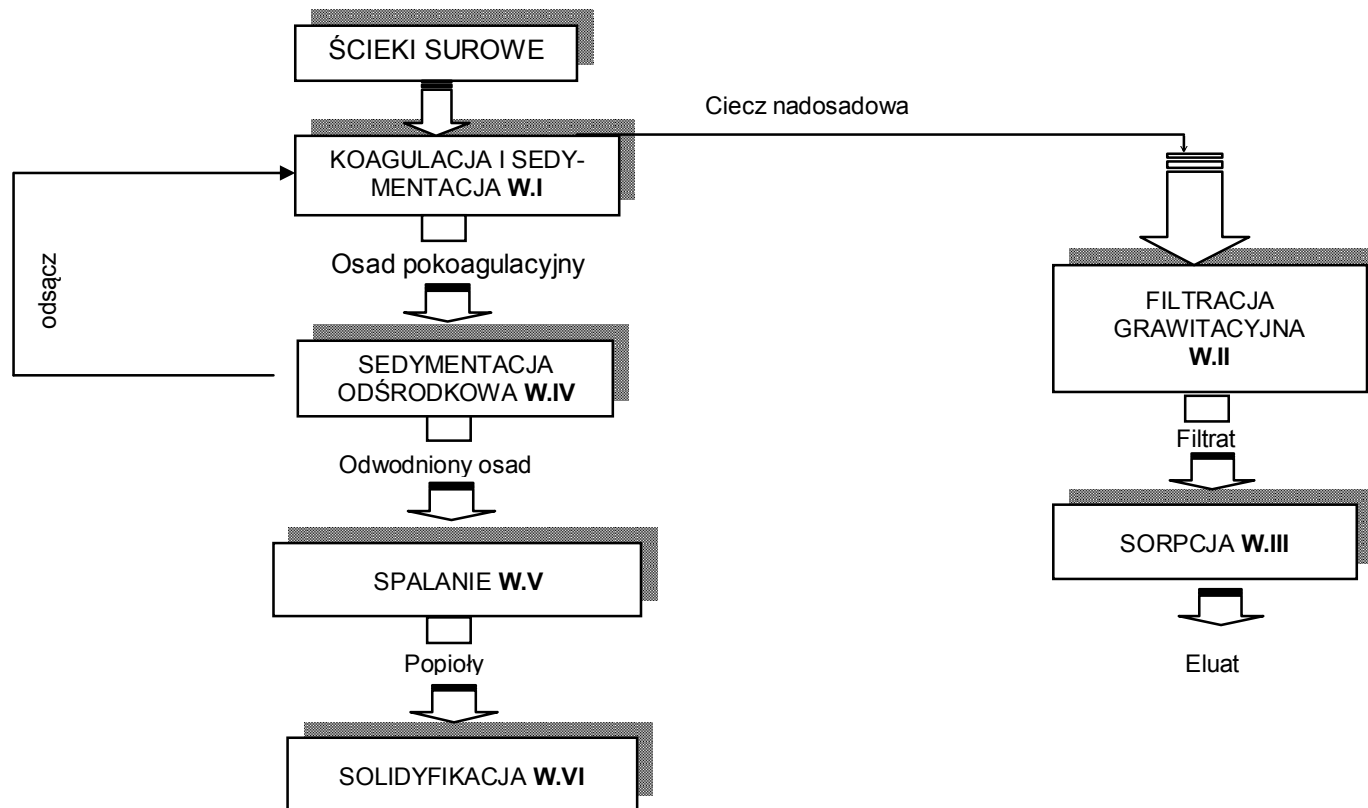 ŚCIEKI SUROWE
Ciecz nadosadowa
KOAGULACJA I SEDY-
MENTACJA W.I
odsącz
Osad pokoagulacyjny
FILTRACJA
GRAWITACYJNA
W.II
SEDYMENTACJA
ODŚRODKOWA W.IV
Filtrat
Odwodniony osad
SORPCJA W.III
SPALANIE W.V
Popioły
Eluat
SOLIDYFIKACJA W.VI